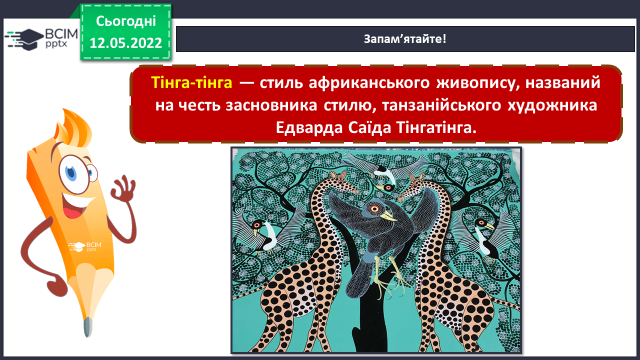 Сьогодні
12.05.2022
ВСІМ
pptx
Запам’ятайте!
Тінга-тінга — стиль африканського живопису, названий
на честь засновника стилю, танзанійського художника
Едварда Саїда Тінгатінга.
ВСІМ
pptx